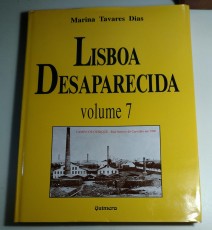 Marina Tavares Dias
LISBOA
DESAPARECIDA
volume 7
Quimera